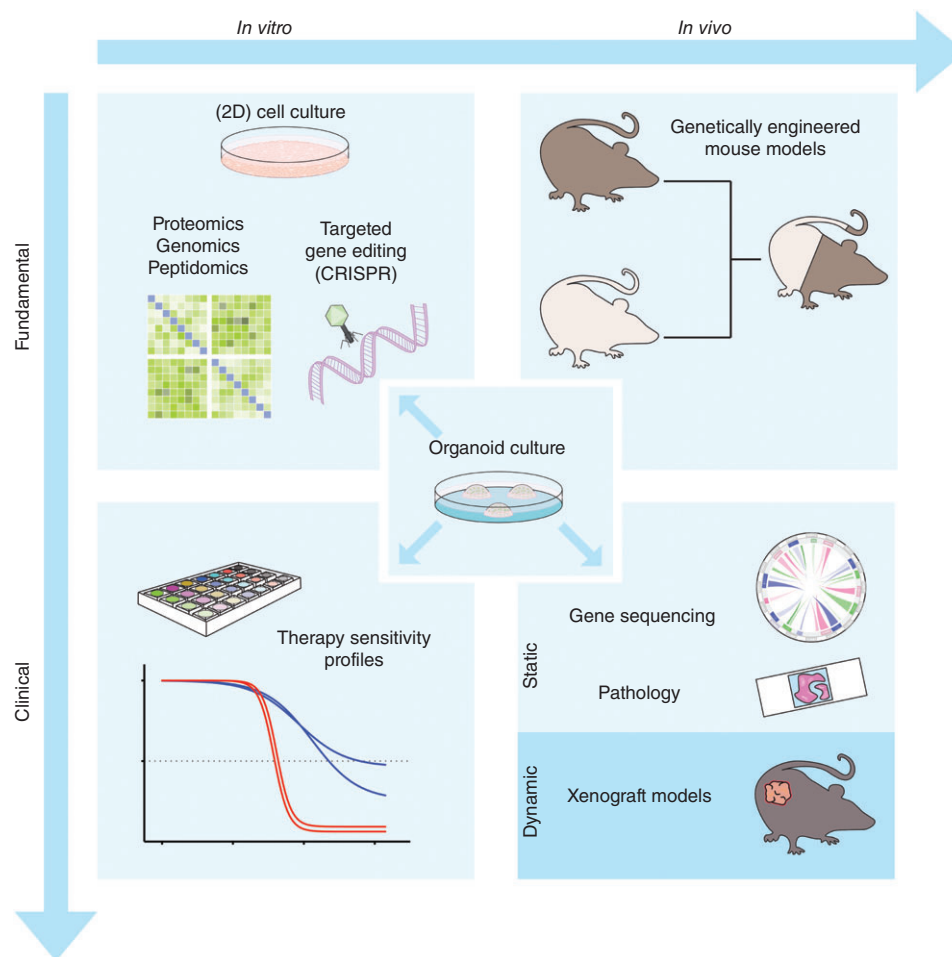 In vitro
In vivo
Fundamental
Clinical
(2D) cell culture
Proteomics
Genomics
Peptidomics
Targeted
gene editing
(CRISPR)
Genetically engineered
mouse models
Organoid culture
Therapy sensitivity
profiles
Static
Gene sequencing
Pathology
Dynamic
Xenograft models